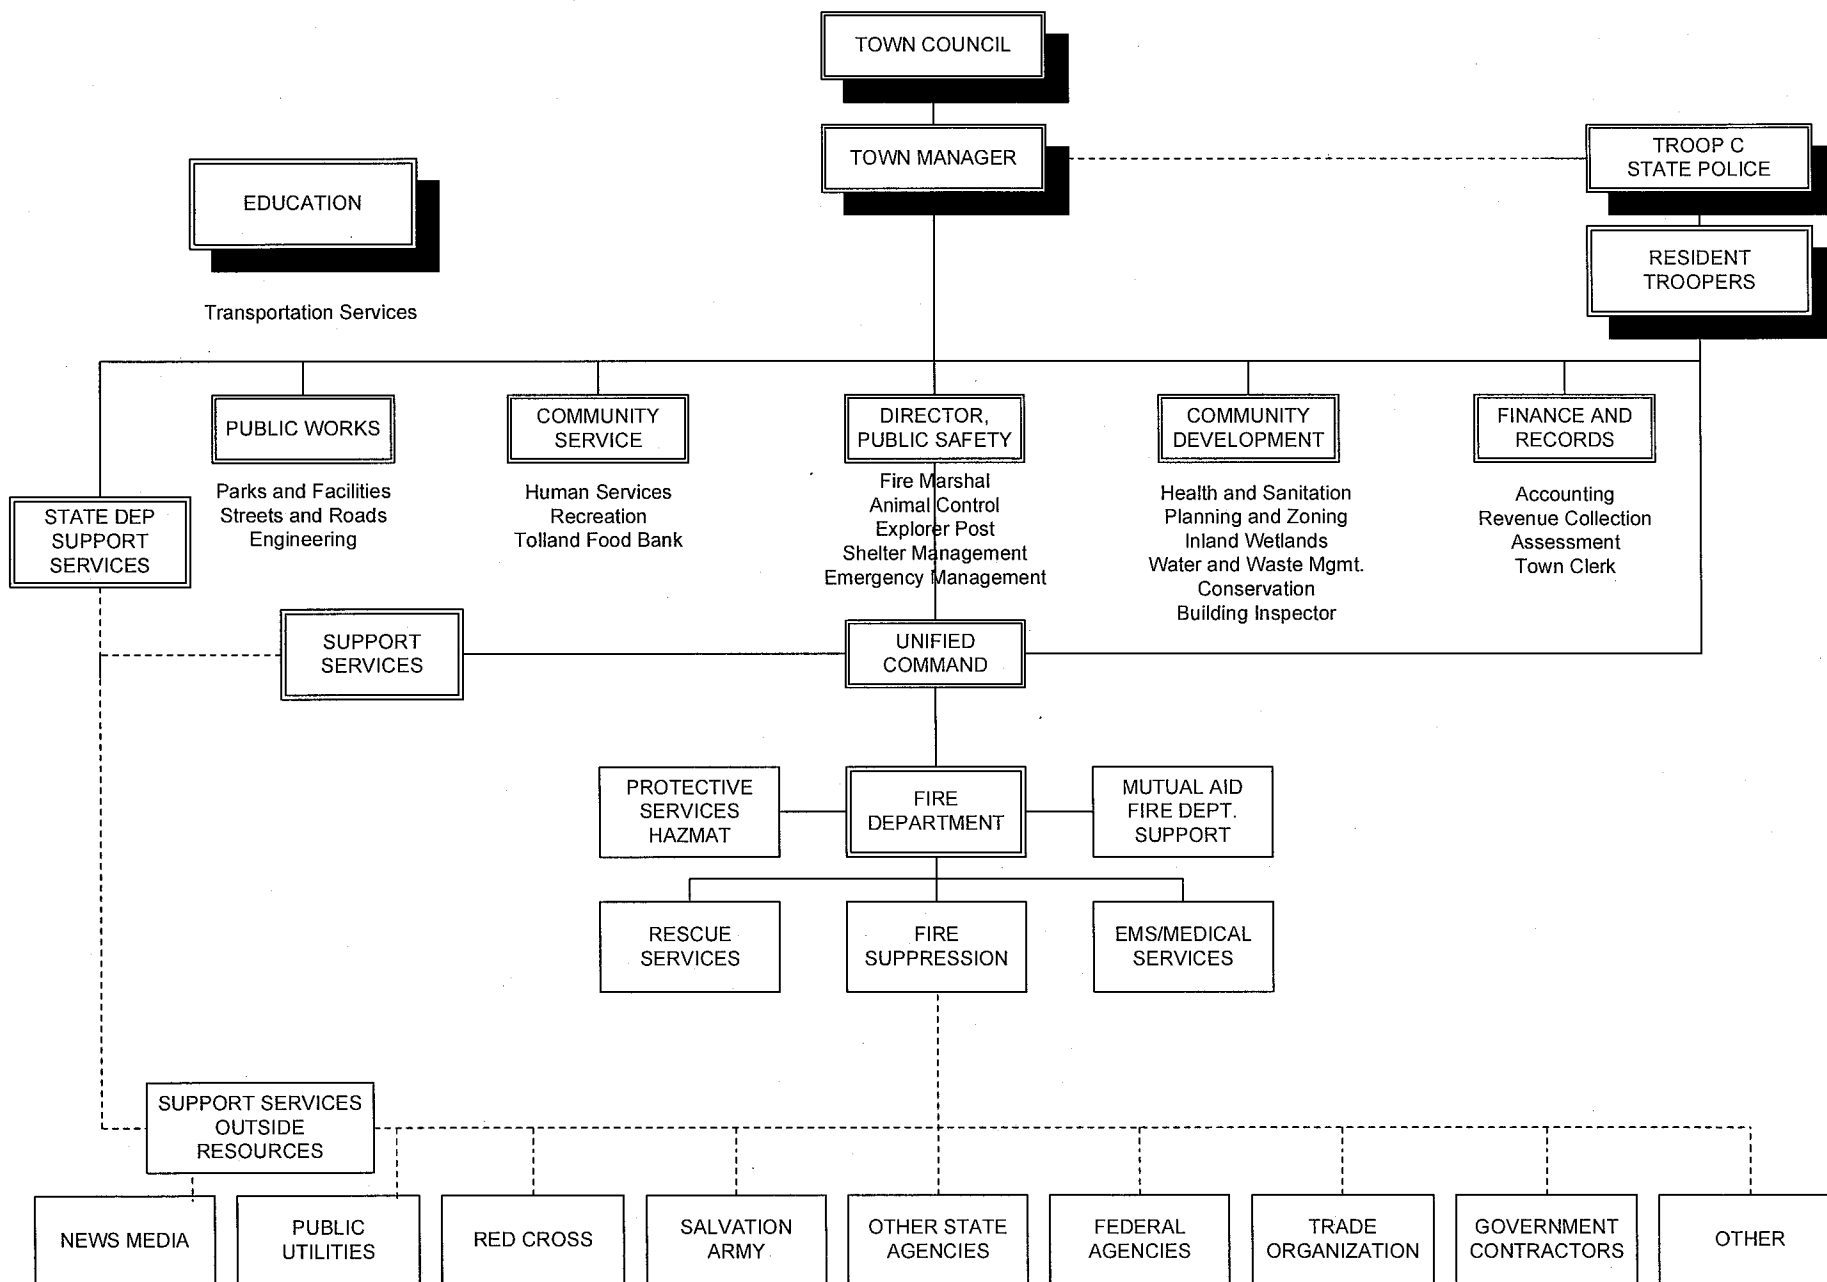 TOWN COUNCIL
TOWN MANAGER
TROOP C
STATE POLICE
EDUCATION
RESIDENT
TROOPERS
Transportation Services
PUBLIC WORKS
Parks and Facilities
Streets and Roads
Engineering
COMMUNITY
SERVICE
Human Services
Recreation
Tolland Food Bank
DIRECTOR,
PUBLIC SAFETY
Fire Marshal
Animal Control
Explorer Post
Shelter Management
Emergency Management
COMMUNITY
DEVELOPMENT
Health and Sanitation
Planning and Zoning
Inland Wetlands
Water and Waste Mgmt.
Conservation
Building Inspector
FINANCE AND
RECORDS
Accounting
Revenue Collection
Assessment
Town Clerk
STATE DEP
SUPPORT
SERVICES
SUPPORT
SERVICES
UNIFIED
COMMAND
PROTECTIVE
SERVICES
HAZMAT
FIRE
DEPARTMENT
MUTUAL AID
FIRE DEPT.
SUPPORT
RESCUE
SERVICES
FIRE
SUPPRESSION
EMS/MEDICAL
SERVICES
SUPPORT SERVICES
OUTSIDE
RESOURCES
NEWS MEDIA
PUBLIC
UTILITIES
RED CROSS
SALVATION
ARMY
OTHER STATE
AGENCIES
FEDERAL
AGENCIES
TRADE
ORGANIZATION
GOVERNMENT
CONTRACTORS
OTHER